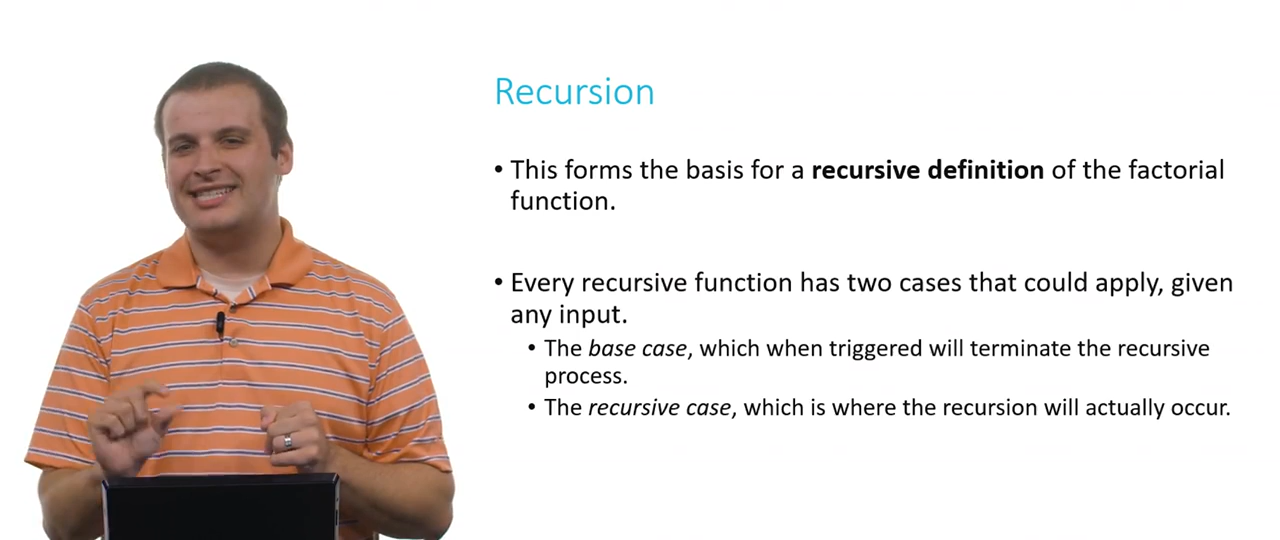 Recursion
• This forms the basis for a recursive definition of the factorial
function.
• Every recursive function has two cases that could apply, given
any input.
• The base case, which when triggered will terminate the recursive
process.
• The recursive case, which is where the recursion will actually occur.